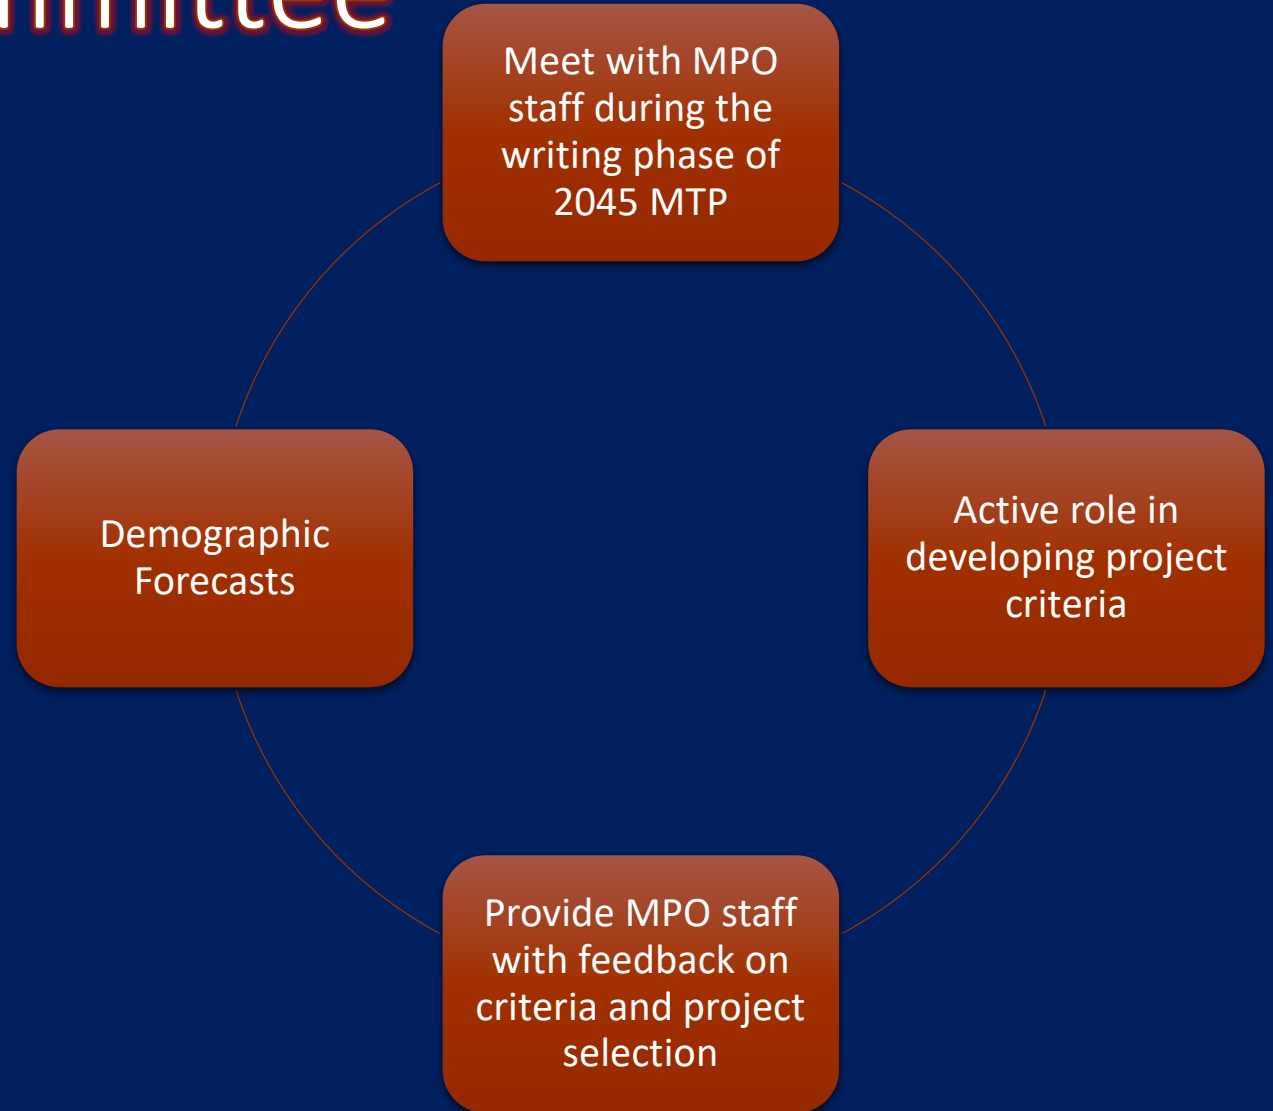 Meet with MPO
staff during the
writing phase of
2045 MTP
Active role in
developing project
criteria
Provide MPO staff
with feedback on
criteria and project
selection
Demographic
Forecasts